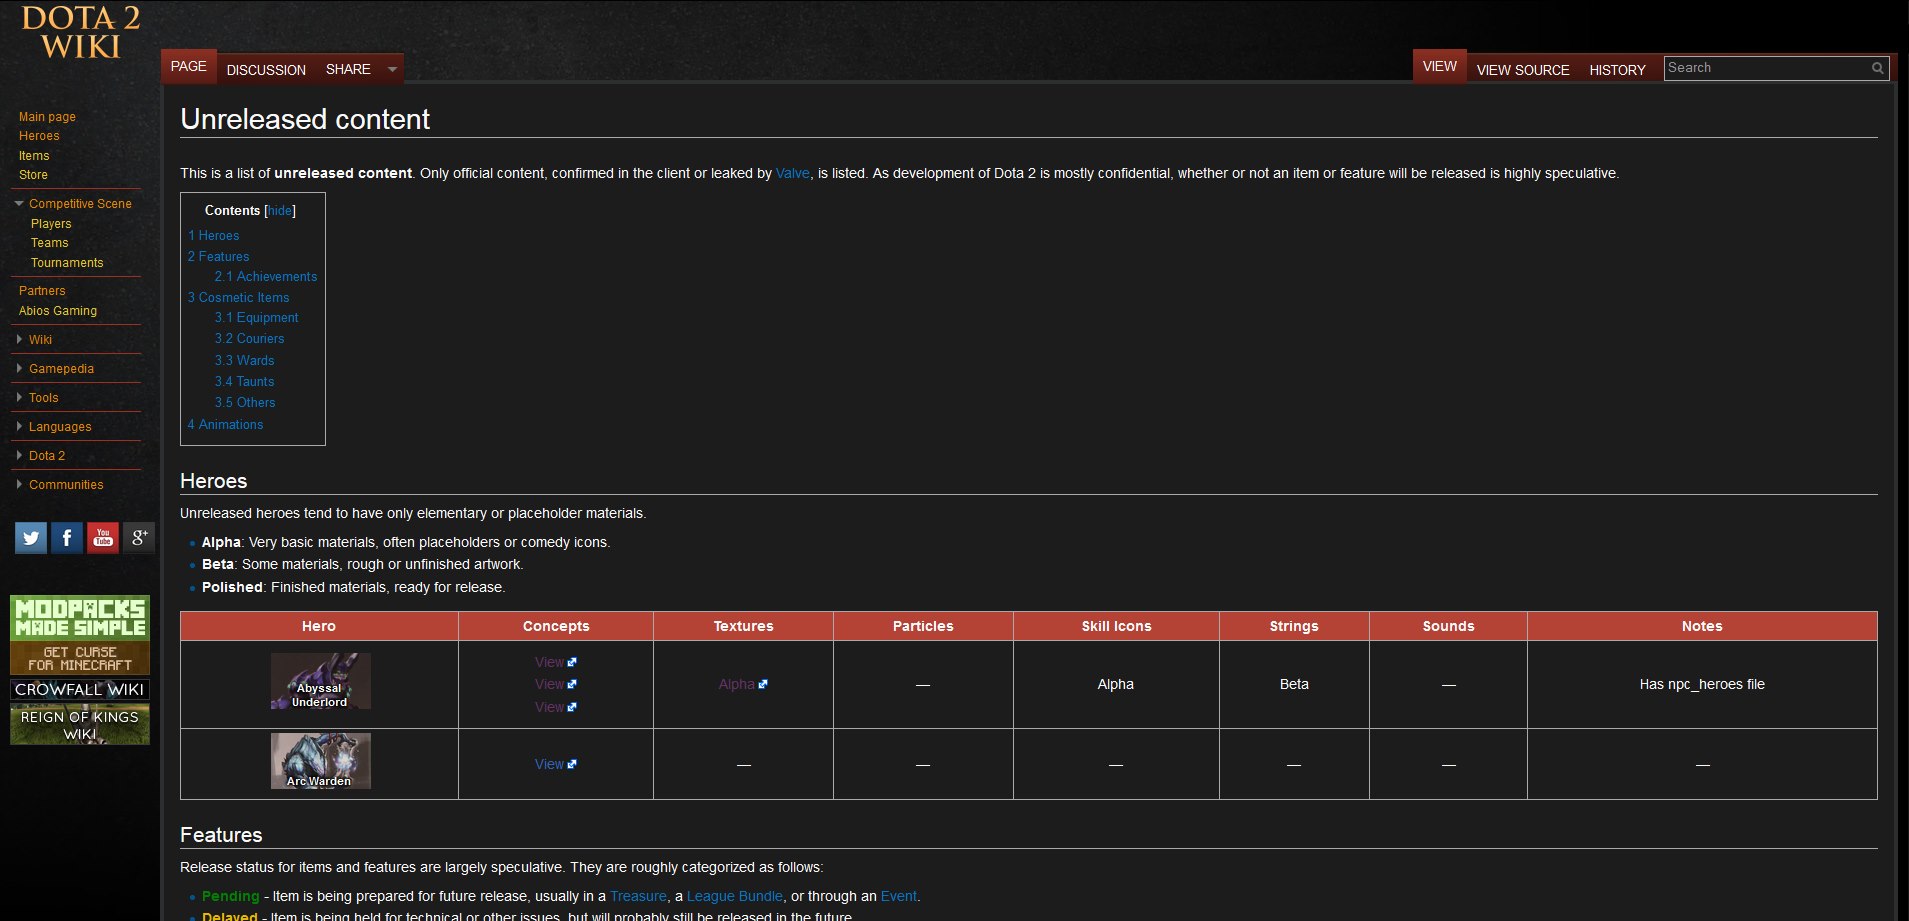 DOTA 2
WIKI
PAGE DISCUSSION SHARE
VIEW VIEW SOURCE HISTORY Search
Main page
Heroes
Items
Store
Competitive Scene
Players
Teams
Tournaments
Partners
Abios Gaming
Wiki
Gamepedia
Tools
Languages
Dota 2
Communities
f You Tube g+
MODPACKS
MADE SIMPLE
GET CURSE
FOR MINECRAFT
CROWFALL WIKI
REIGN OF KINGS
WIKI
Unreleased content
This is a list of unreleased content. Only official content, confirmed in the client or leaked by Valve, is listed. As development of Dota 2 is mostly confidential, whether or not an item or feature will be released is highly speculative.
Contents [hide]
1 Heroes
2 Features
2.1 Achievements
3 Cosmetic Items
3.1 Equipment
3.2 Couriers
3.3 Wards
3.4 Taunts
3.5 Others
4 Animations
Heroes
Unreleased heroes tend to have only elementary or placeholder materials.
Alpha: Very basic materials, often placeholders or comedy icons.
Beta: Some materials, rough or unfinished artwork.
Polished: Finished materials, ready for release.
Hero Concepts Textures Particles Skill Icons Strings Sounds Notes
Abyssal
Underlord
View
View
View
Alpha — Alpha Beta — Has npc_heroes file
Arc Warden View — — — — — —
Features
Release status for items and features are largely speculative. They are roughly categorized as follows:
Pending - Item is being prepared for future release, usually in a Treasure, a League Bundle, or through an Event.
Delayed - Item is being held for technical or other issues, but will probably still be released in the future.